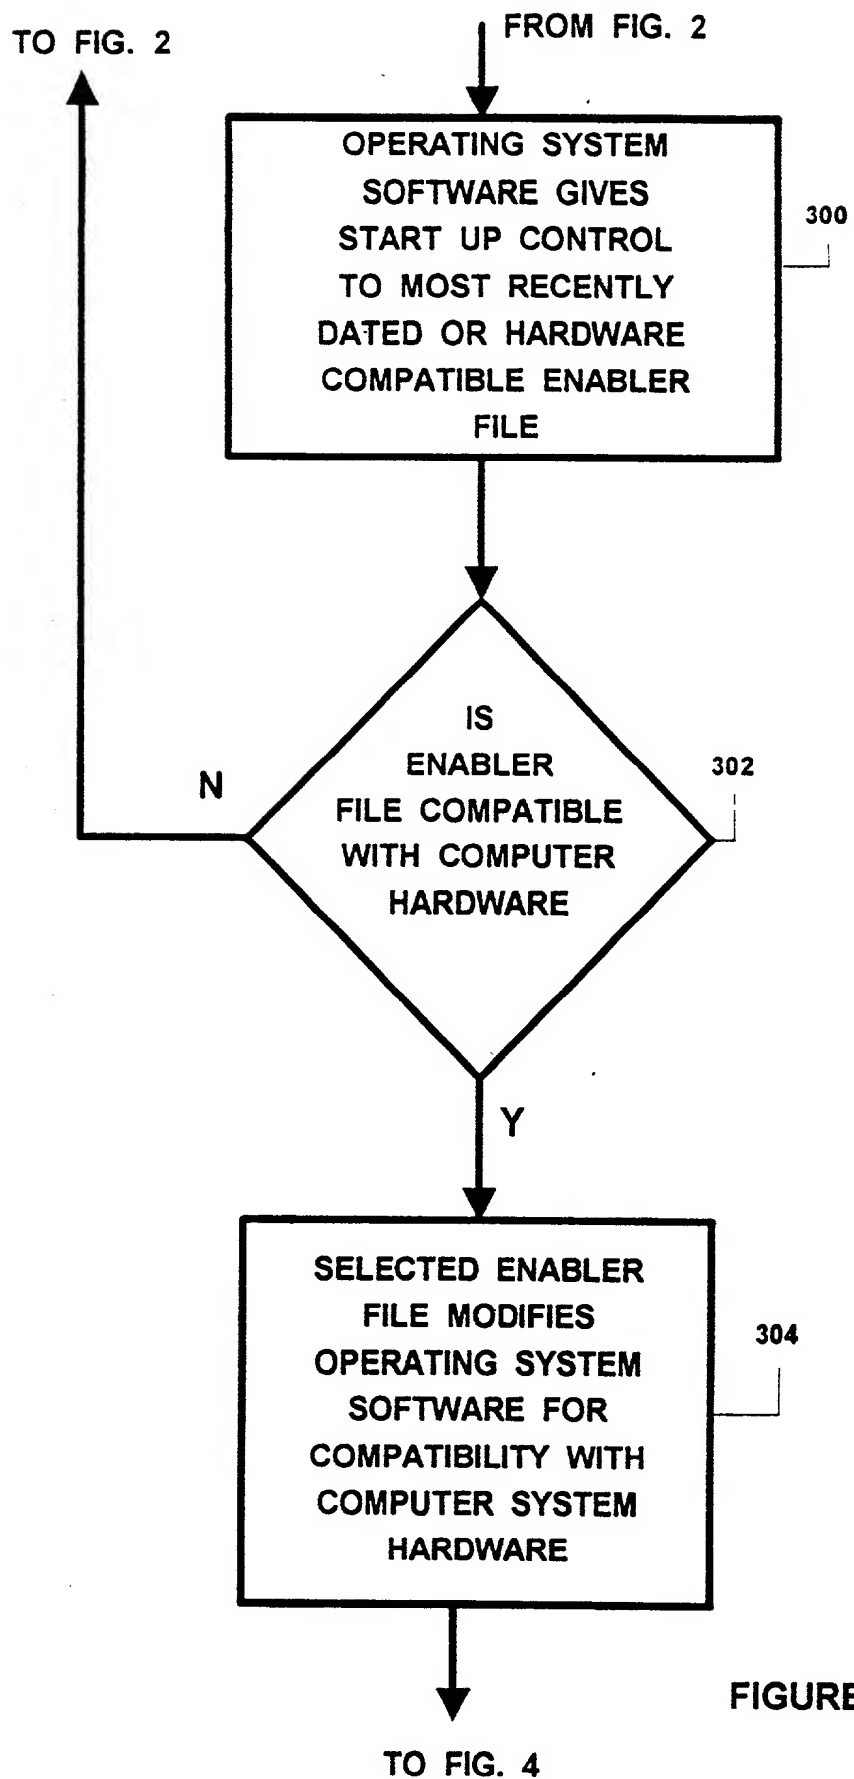 TO FIG. 2
FROM FIG. 2
OPERATING SYSTEM
SOFTWARE GIVES
START UP CONTROL
TO MOST RECENTLY
DATED OR HARDWARE
COMPATIBLE ENABLER
FILE
300
IS
ENABLER
FILE COMPATIBLE
WITH COMPUTER
HARDWARE
302
N
Y
SELECTED ENABLER
FILE MODIFIES
OPERATING SYSTEM
SOFTWARE FOR
COMPATIBILITY WITH
COMPUTER SYSTEM
HARDWARE
304
FIGURE
TO FIG. 4